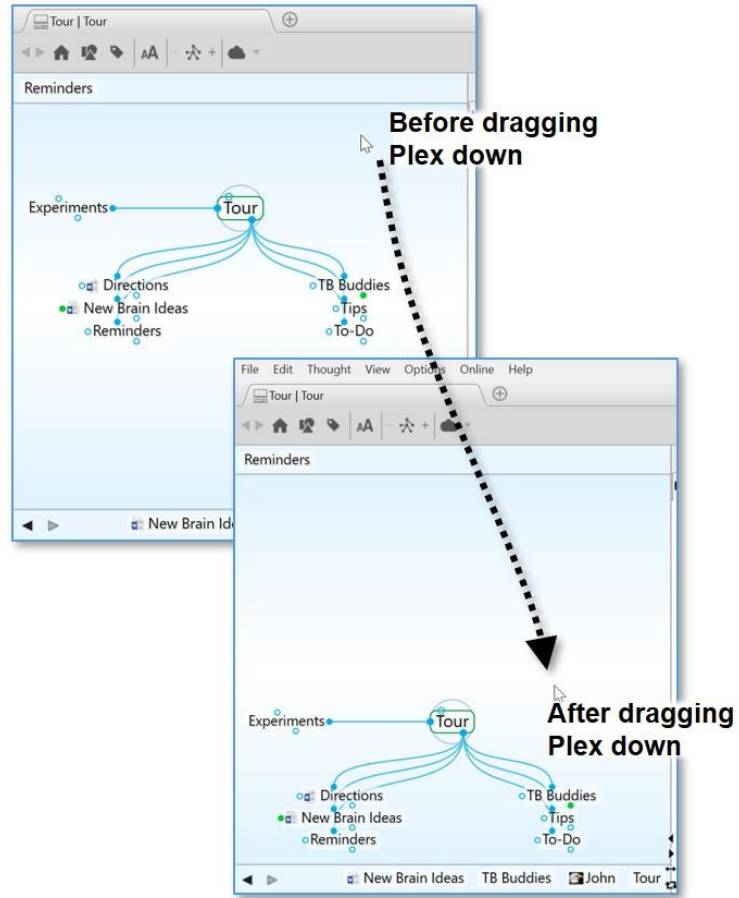 Tour | Tour
AA
Reminders
Before dragging
Plex down
Experiments
Tour
Directions
TB Buddies
New Brain Ideas
Tips
Reminders
To-Do
New Brain
File Edit Thought View Options Online Help
Tour | Tour
AA
Reminders
After dragging
Plex down
Experiments
Tour
Directions
TB Buddies
New Brain Ideas
Tips
Reminders
To-Do
New Brain Ideas TB Buddies John Tour